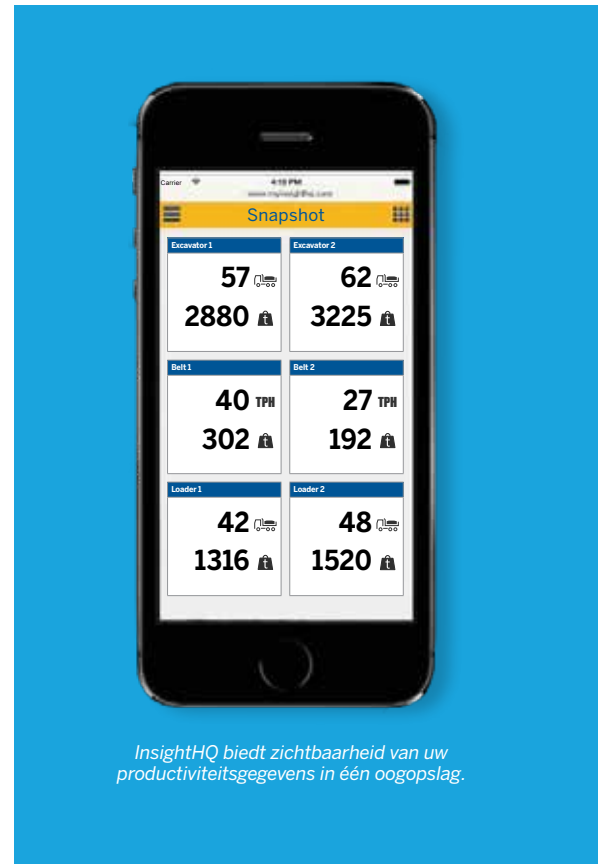 Carrier
4:15 PM
Snapshot
Excavator 1
Excavator 2
57
62
2880 t
3225 t
Belt 1
Belt 2
40 TPH
27 TPH
302 t
192 t
Loader 1
Loader 2
42
48
1316 t
1520 t
InsightHQ biedt zichtbaarheid van uw
productiviteitsgegevens in één oogopslag.